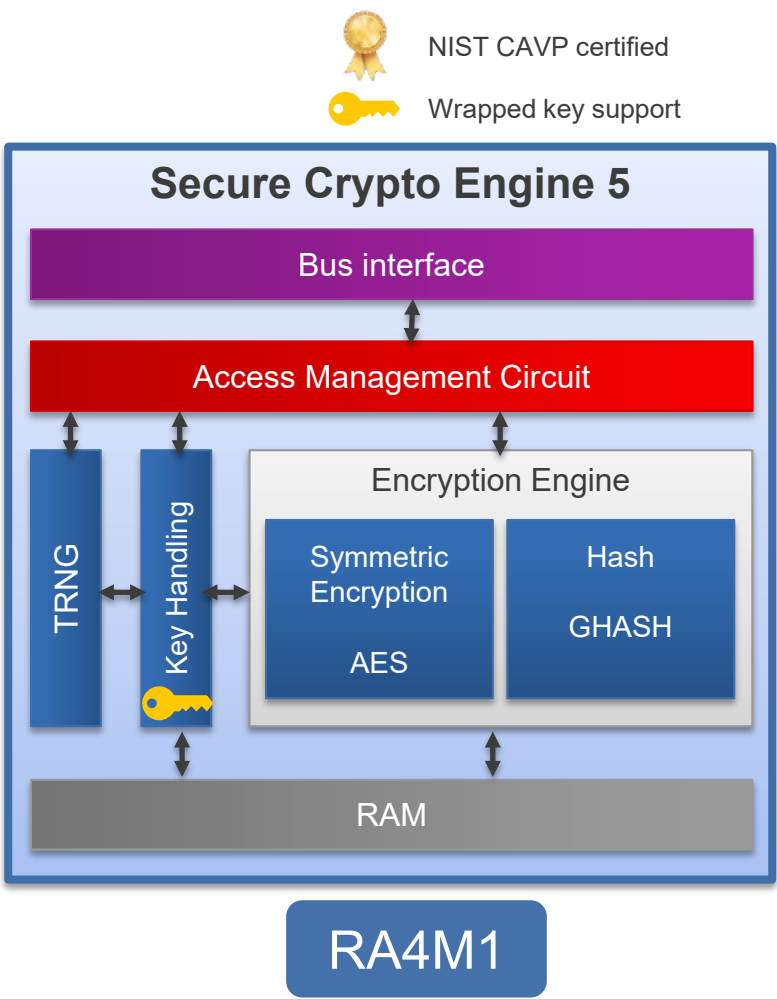 NIST CAVP certified
Wrapped key support
Secure Crypto Engine 5
Bus interface
Access Management Circuit
TRNG
Key Handling
Encryption Engine
Symmetric
Encryption
AES
Hash
GHASH
RAM
RA4M1